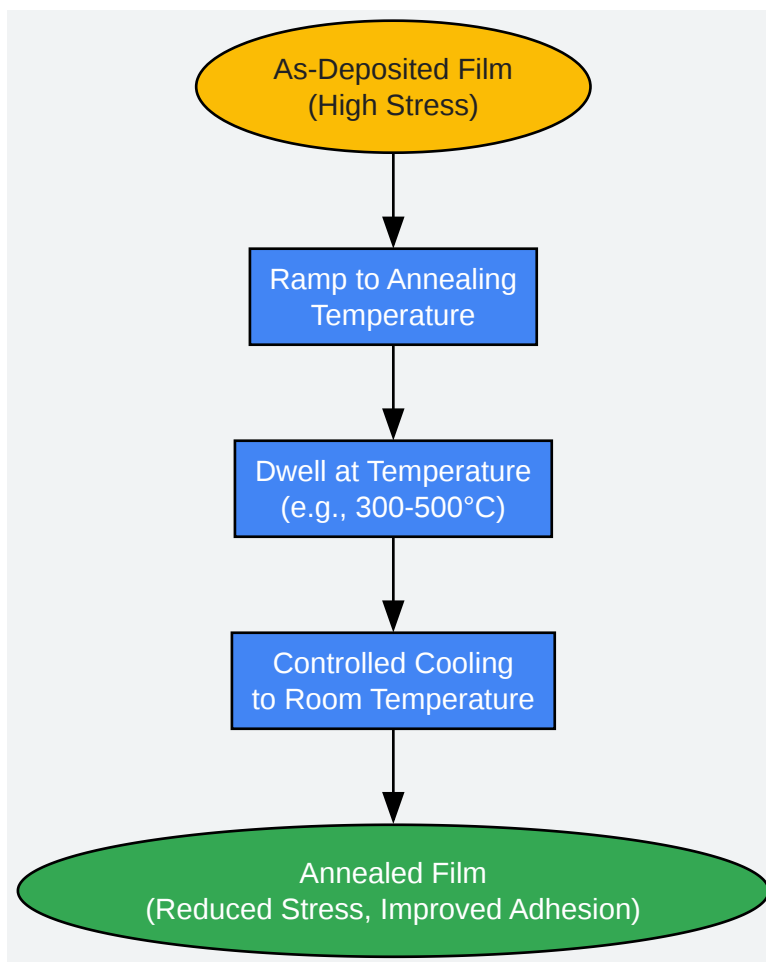 As-Deposited Film
(High Stress)
Ramp to Annealing
Temperature
Dwell at Temperature
(e.g., 300-500°C)
Controlled Cooling
to Room Temperature
Annealed Film
(Reduced Stress, Improved Adhesion)